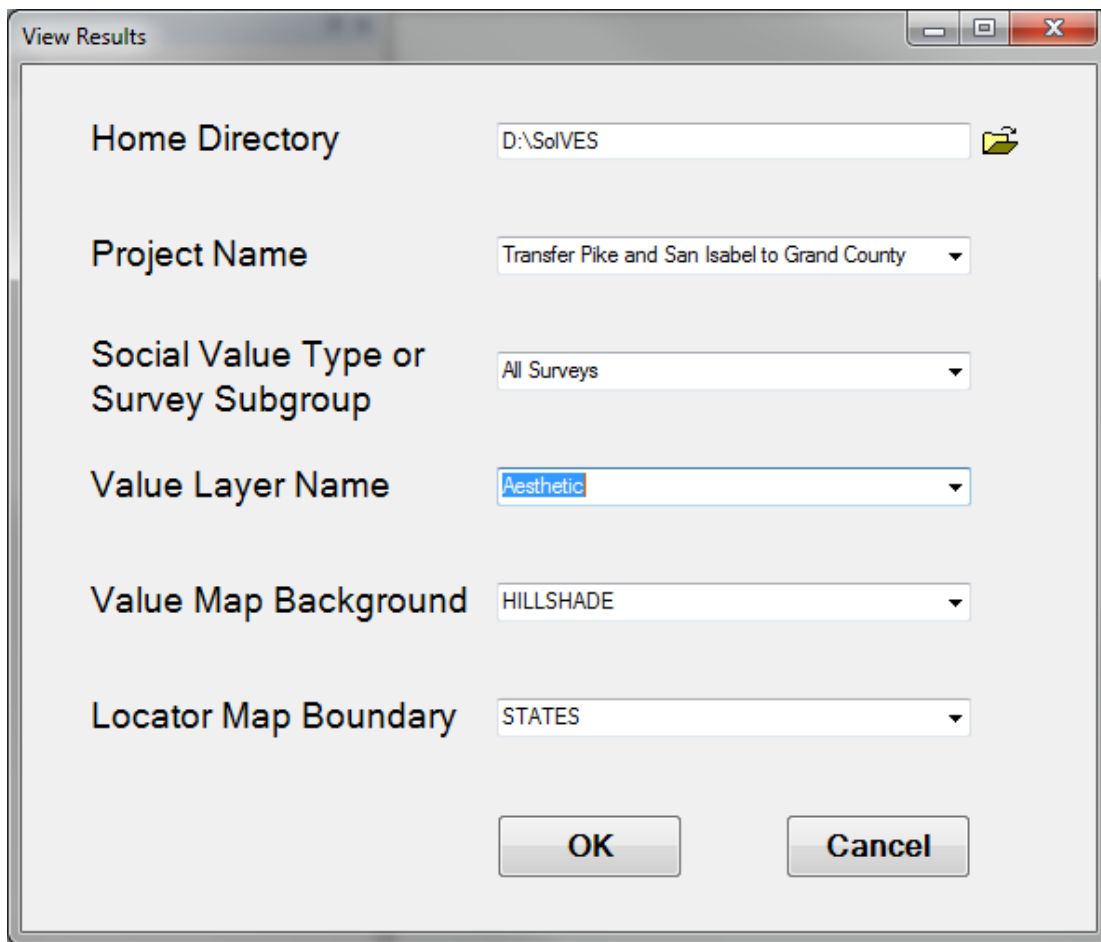 View Results
Home Directory
D:\SolVES
Project Name
Transfer Pike and San Isabel to Grand County
Social Value Type or
Survey Subgroup
All Surveys
Value Layer Name
Aesthetic
Value Map Background
HILLSHADE
Locator Map Boundary
STATES
OK
Cancel